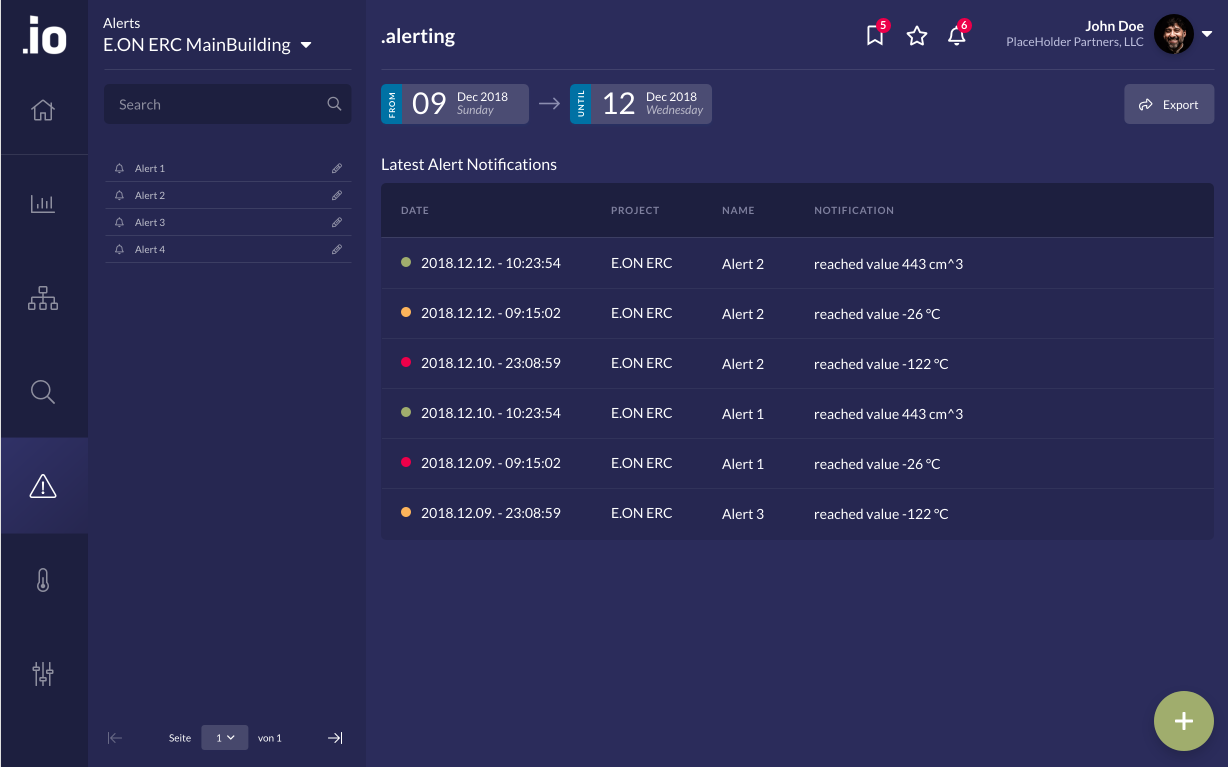 .io
Alerts
E.ON ERC MainBuilding
Search
Alert 1
Alert 2
Alert 3
Alert 4
Seite 1 von 1
.alerting
5
6
John Doe
PlaceHolder Partners, LLC
FROM 09 Dec 2018 Sunday
UNTIL 12 Dec 2018 Wednesday
Export
Latest Alert Notifications
DATE PROJECT NAME NOTIFICATION
2018.12.12. - 10:23:54 E.ON ERC Alert 2 reached value 443 cm^3
2018.12.12. - 09:15:02 E.ON ERC Alert 2 reached value -26 °C
2018.12.10. - 23:08:59 E.ON ERC Alert 2 reached value -122 °C
2018.12.10. - 10:23:54 E.ON ERC Alert 1 reached value 443 cm^3
2018.12.09. - 09:15:02 E.ON ERC Alert 1 reached value -26 °C
2018.12.09. - 23:08:59 E.ON ERC Alert 3 reached value -122 °C